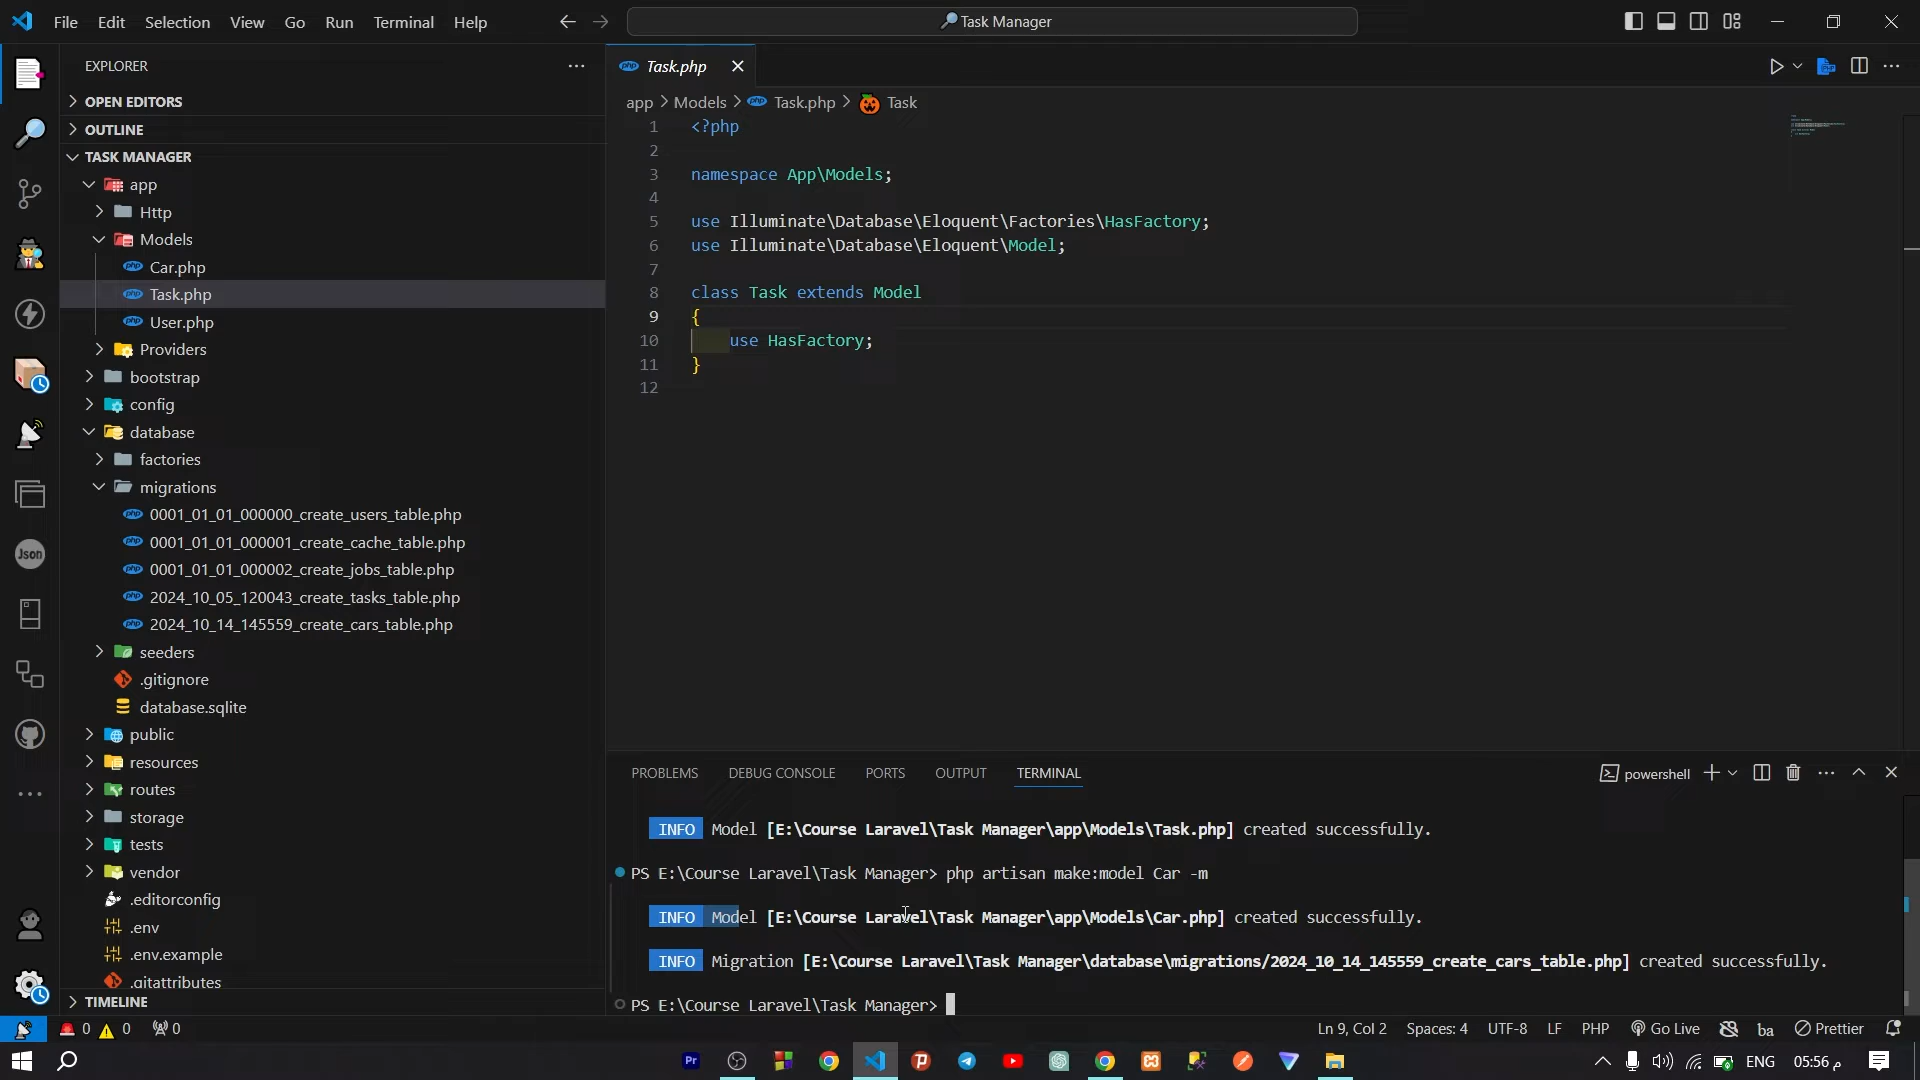 File Edit Selection View Go Run Terminal Help
Task Manager
EXPLORER
OPEN EDITORS
OUTLINE
TASK MANAGER
app
Http
Models
Car.php
Task.php
User.php
Providers
bootstrap
config
database
factories
migrations
0001_01_01_000000_create_users_table.php
0001_01_01_000001_create_cache_table.php
0001_01_01_000002_create_jobs_table.php
2024_10_05_120043_create_tasks_table.php
2024_10_14_145559_create_cars_table.php
seeders
.gitignore
database.sqlite
public
resources
routes
storage
tests
vendor
.editorconfig
.env
.env.example
.gitattributes
TIMELINE
Json
Task.php
app > Models > Task.php > Task
1 <?php
2
3 namespace App\Models;
4
5 use Illuminate\Database\Eloquent\Factories\HasFactory;
6 use Illuminate\Database\Eloquent\Model;
7
8 class Task extends Model
9 {
10 use HasFactory;
11 }
12
PROBLEMS DEBUG CONSOLE PORTS OUTPUT TERMINAL
powershell
INFO Model [E:\Course Laravel\Task Manager\app\Models\Task.php] created successfully.
PS E:\Course Laravel\Task Manager> php artisan make:model Car -m
INFO Model [E:\Course Laravel\Task Manager\app\Models\Car.php] created successfully.
INFO Migration [E:\Course Laravel\Task Manager\database\migrations/2024_10_14_145559_create_cars_table.php] created successfully.
PS E:\Course Laravel\Task Manager>
0 0 0
Ln 9, Col 2 Spaces: 4 UTF-8 LF PHP Go Live ba Prettier
Pr
ENG 05:56 م